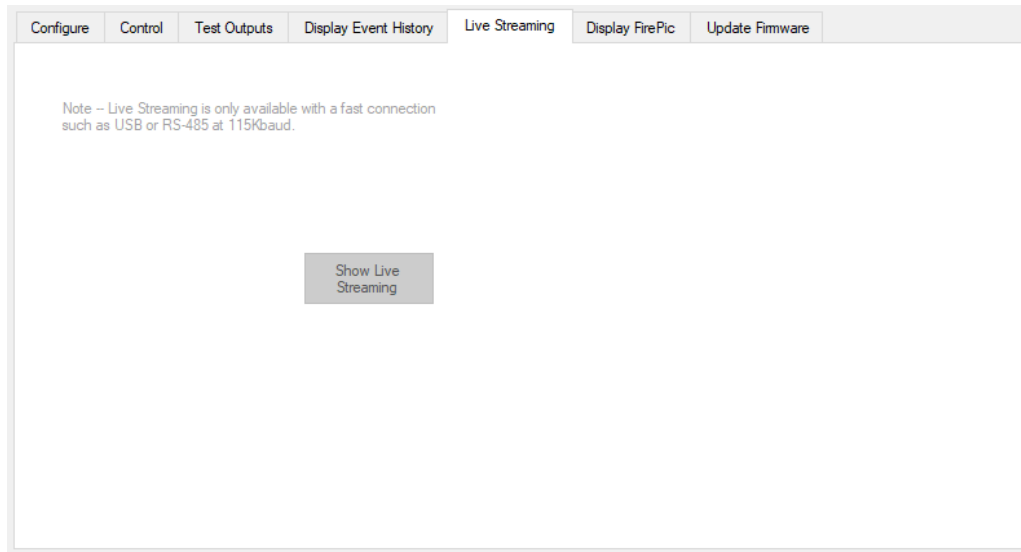 Configure Control Test Outputs Display Event History Live Streaming Display FirePic Update Firmware
Note -- Live Streaming is only available with a fast connection
such as USB or RS-485 at 115Kbaud.
Show Live
Streaming